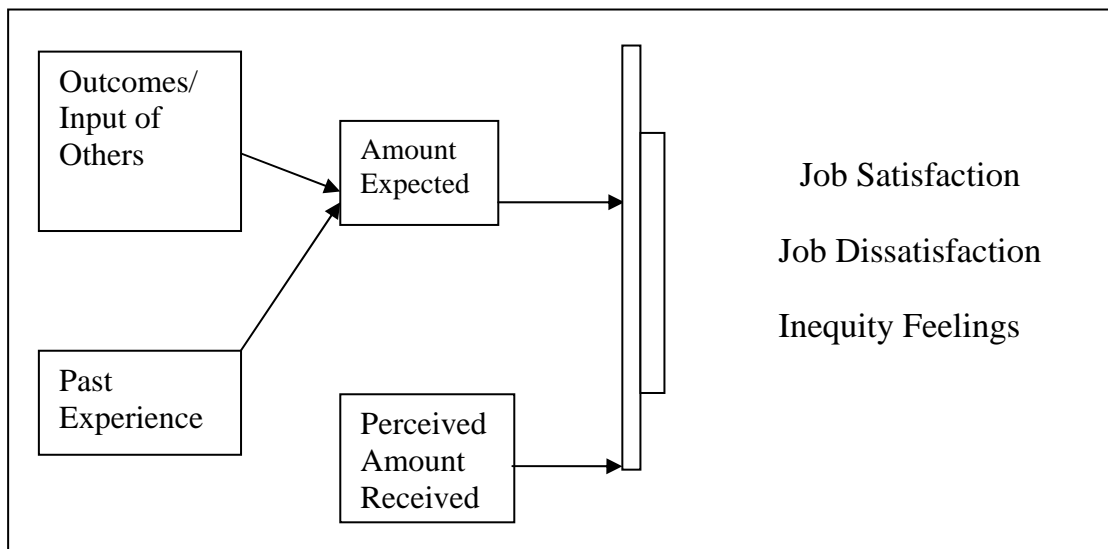 Outcomes/
Input of
Others
Amount
Expected
Job Satisfaction
Job Dissatisfaction
Inequity Feelings
Past
Experience
Perceived
Amount
Received